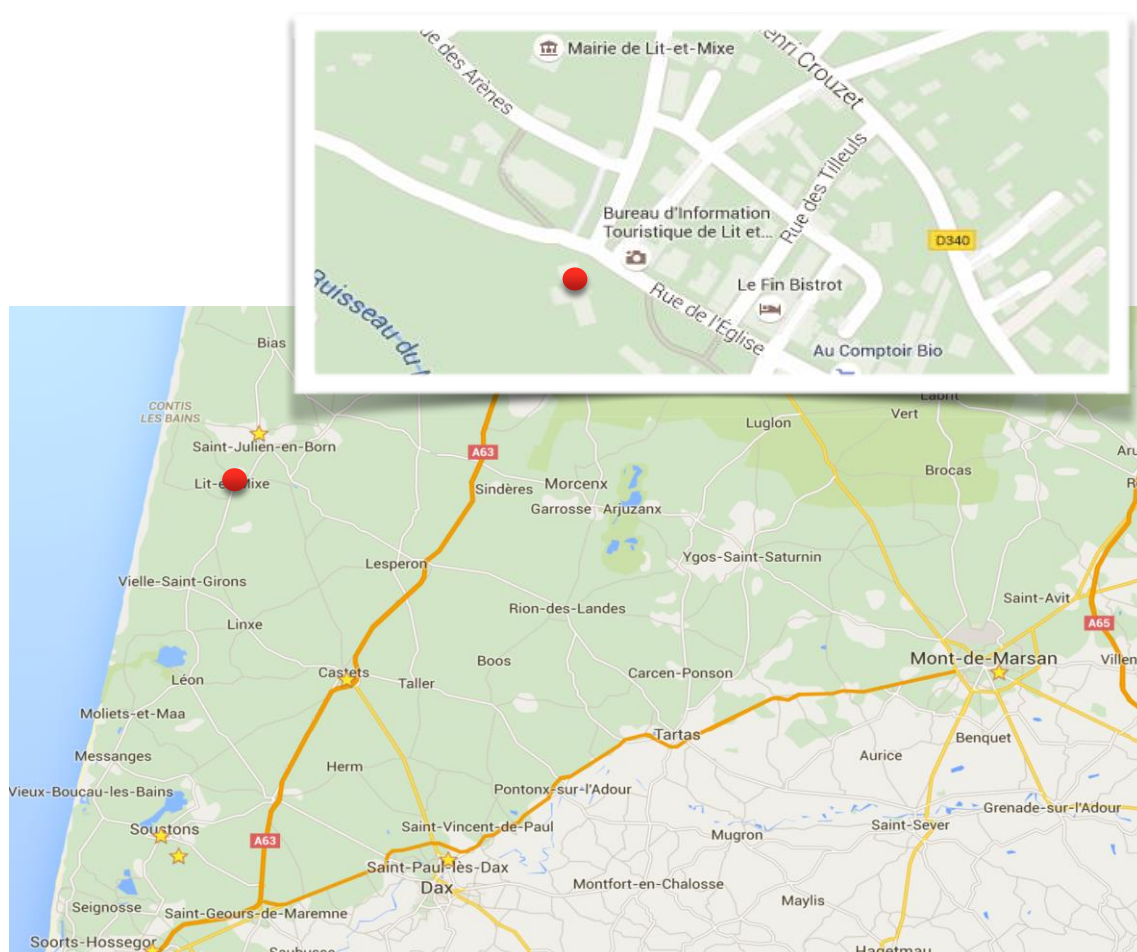 Mairie de Lit-et-Mixe
Rue des Arènes
Henri Crouzet
Rue des Tilleuls
Bureau d'Information
Touristique de Lit et...
D340
Le Fin Bistrot
Rue de l'Église
Ruisseau du
Au Comptoir Bio
Bias
CONTIS
LES BAINS
Saint-Julien-en-Born
Lit-et-Mixe
A63
Luglon
Vert
Labrit
Brocas
Sindères
Morcenx
Garrosse
Arjuzanx
Lesperon
Ygos-Saint-Saturnin
Vielle-Saint-Girons
Rion-des-Landes
Saint-Avit
A65
Linxe
Boos
Mont-de-Marsan
Léon
Castets
Taller
Carcen-Ponson
Moliets-et-Maa
Tartas
Benquet
Messanges
Herm
Aurice
Vieux-Boucau-les-Bains
Pontonx-sur-l'Adour
Grenade-sur-l'Adour
Soustons
A63
Saint-Vincent-de-Paul
Mugron
Saint-Sever
Saint-Paul-lès-Dax
Dax
Montfort-en-Chalosse
Maylis
Seignosse
Saint-Geours-de-Maremne
Soorts-Hossegor
Saubusse
Hagetmau